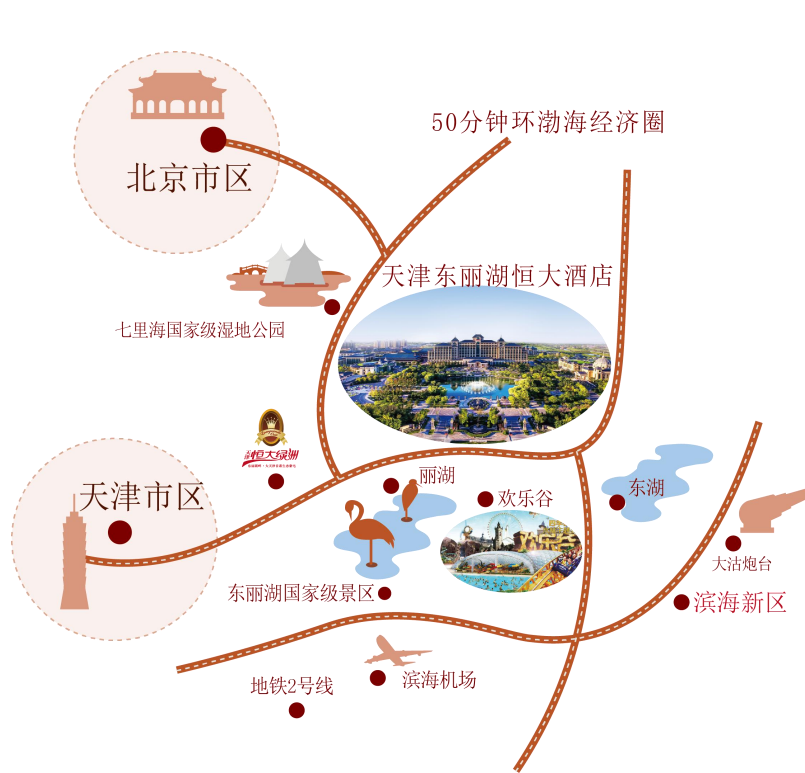 50分钟环渤海经济圈
北京市区
天津东丽湖恒大酒店
七里海国家级湿地公园
恒大绿洲
丽湖
天津市区
欢乐谷
东湖
欢乐谷
大沽炮台
东丽湖国家级景区
滨海新区
地铁2号线
滨海机场